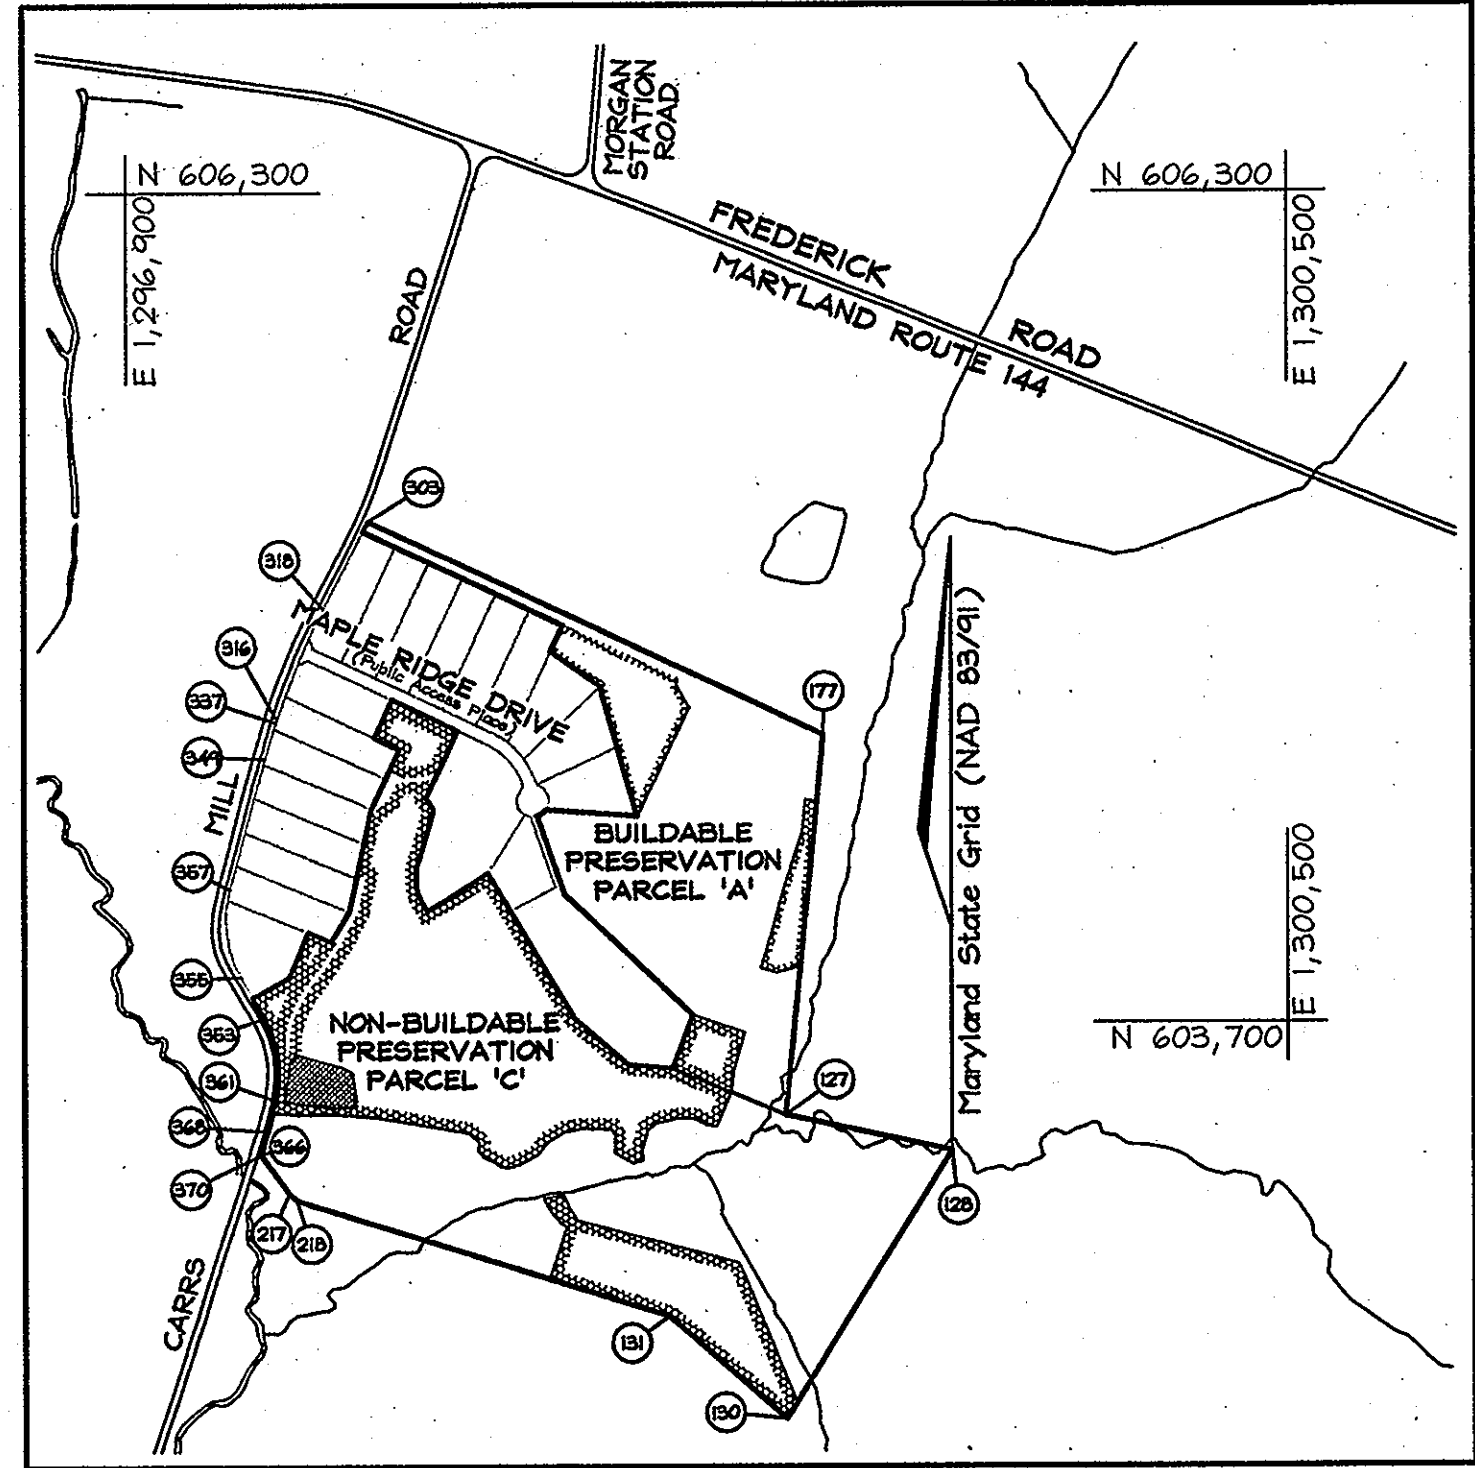 MORGAN
STATION
ROAD
N 606,300
E 1,296,900
N 606,300
E 1,300,500
FREDERICK ROAD
MARYLAND ROUTE 144
ROAD
303
318
MAPLE RIDGE DRIVE
(Public Access Place)
316
337
349
MILL
357
177
BUILDABLE
PRESERVATION
PARCEL 'A'
Maryland State Grid (NAD 83/91)
E 1,300,500
N 603,700
355
353
NON-BUILDABLE
PRESERVATION
PARCEL 'C'
361
127
368
366
370
217
218
128
CARRS
131
130